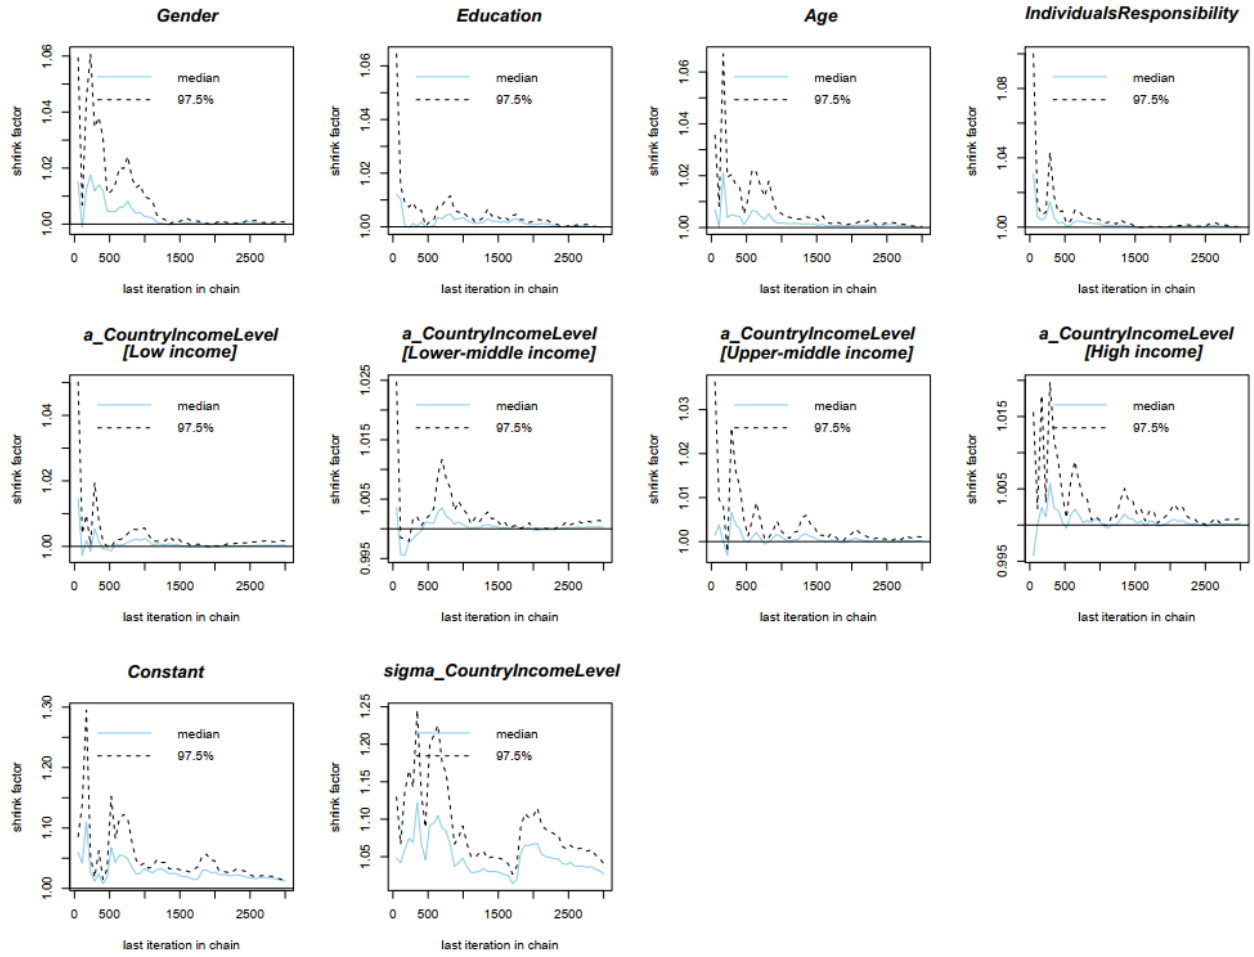 Gender
Education
Age
IndividualsResponsibility
shrink factor
1.00 1.02 1.04 1.06
median
97.5%
0 500 1500 2500
last iteration in chain
shrink factor
1.00 1.02 1.04 1.06
median
97.5%
0 500 1500 2500
last iteration in chain
shrink factor
1.00 1.02 1.04 1.06
median
97.5%
0 500 1500 2500
last iteration in chain
shrink factor
1.00 1.04 1.08
median
97.5%
0 500 1500 2500
last iteration in chain
a_CountryIncomeLevel
[Low income]
shrink factor
1.00 1.02 1.04
median
97.5%
0 500 1500 2500
last iteration in chain
a_CountryIncomeLevel
[Lower-middle income]
shrink factor
0.995 1.005 1.015 1.025
median
97.5%
0 500 1500 2500
last iteration in chain
a_CountryIncomeLevel
[Upper-middle income]
shrink factor
1.00 1.01 1.02 1.03
median
97.5%
0 500 1500 2500
last iteration in chain
a_CountryIncomeLevel
[High income]
shrink factor
0.995 1.005 1.015
median
97.5%
0 500 1500 2500
last iteration in chain
Constant
shrink factor
1.00 1.05 1.10 1.15 1.20 1.25 1.30
median
97.5%
0 500 1500 2500
last iteration in chain
sigma_CountryIncomeLevel
shrink factor
1.05 1.10 1.15 1.20 1.25
median
97.5%
0 500 1500 2500
last iteration in chain